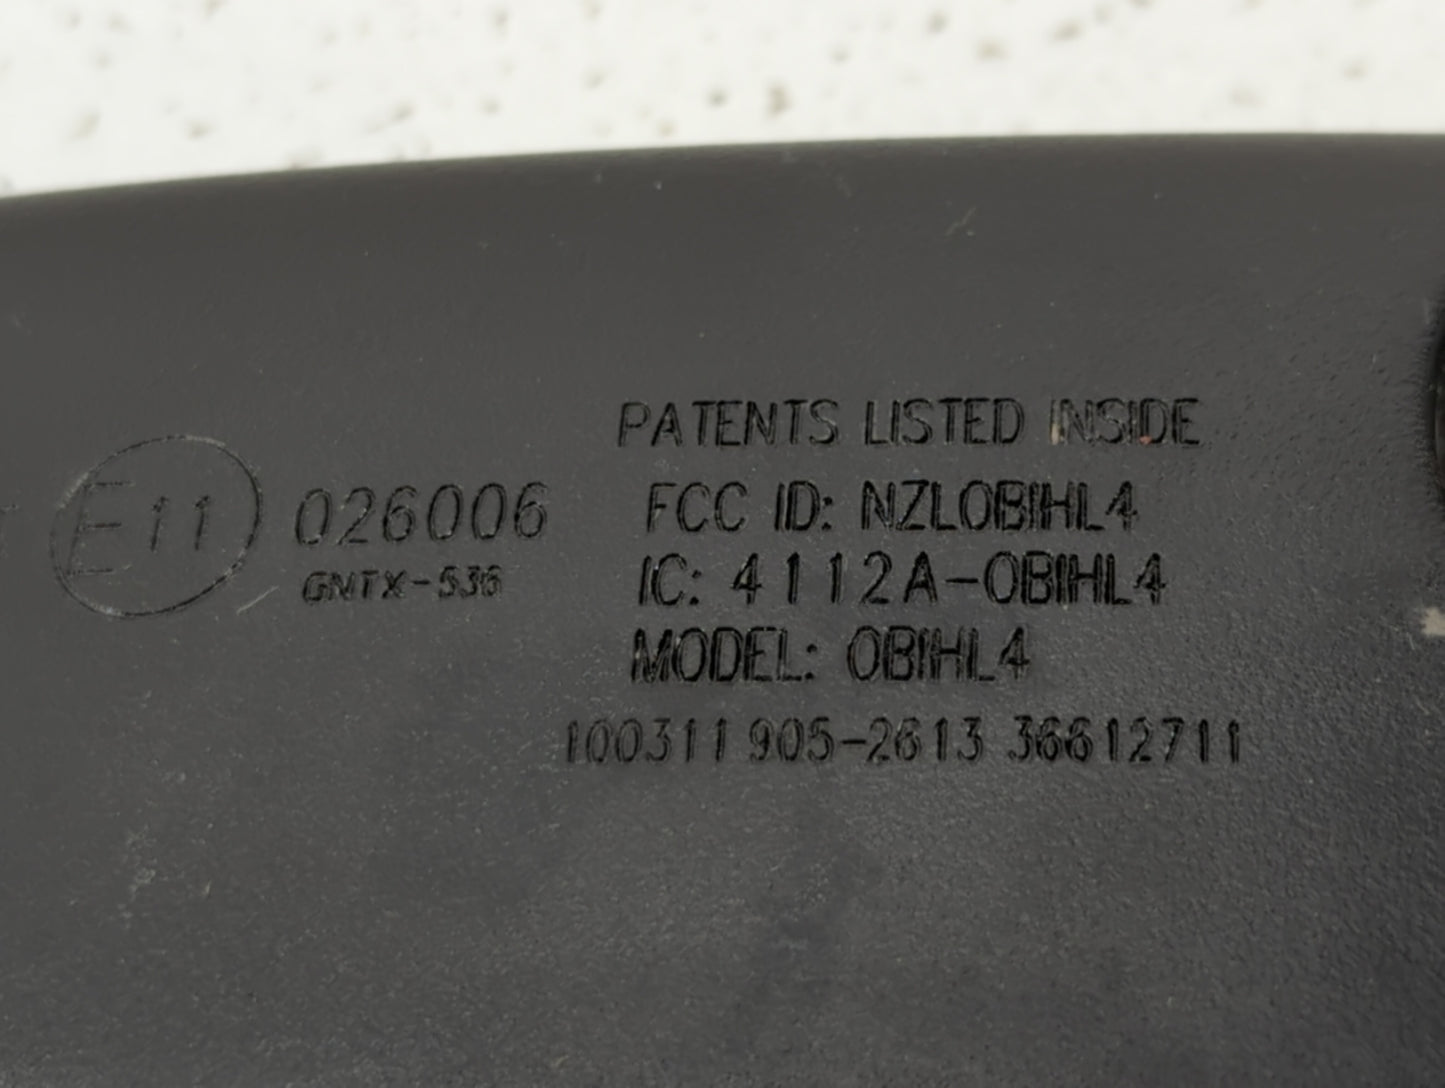 E11 026006
GNTX-536
PATENTS LISTED INSIDE
FCC ID: NZLOBIHL4
IC: 4112A-OBIHL4
MODEL: OBIHL4
100311 905-2613 36612711